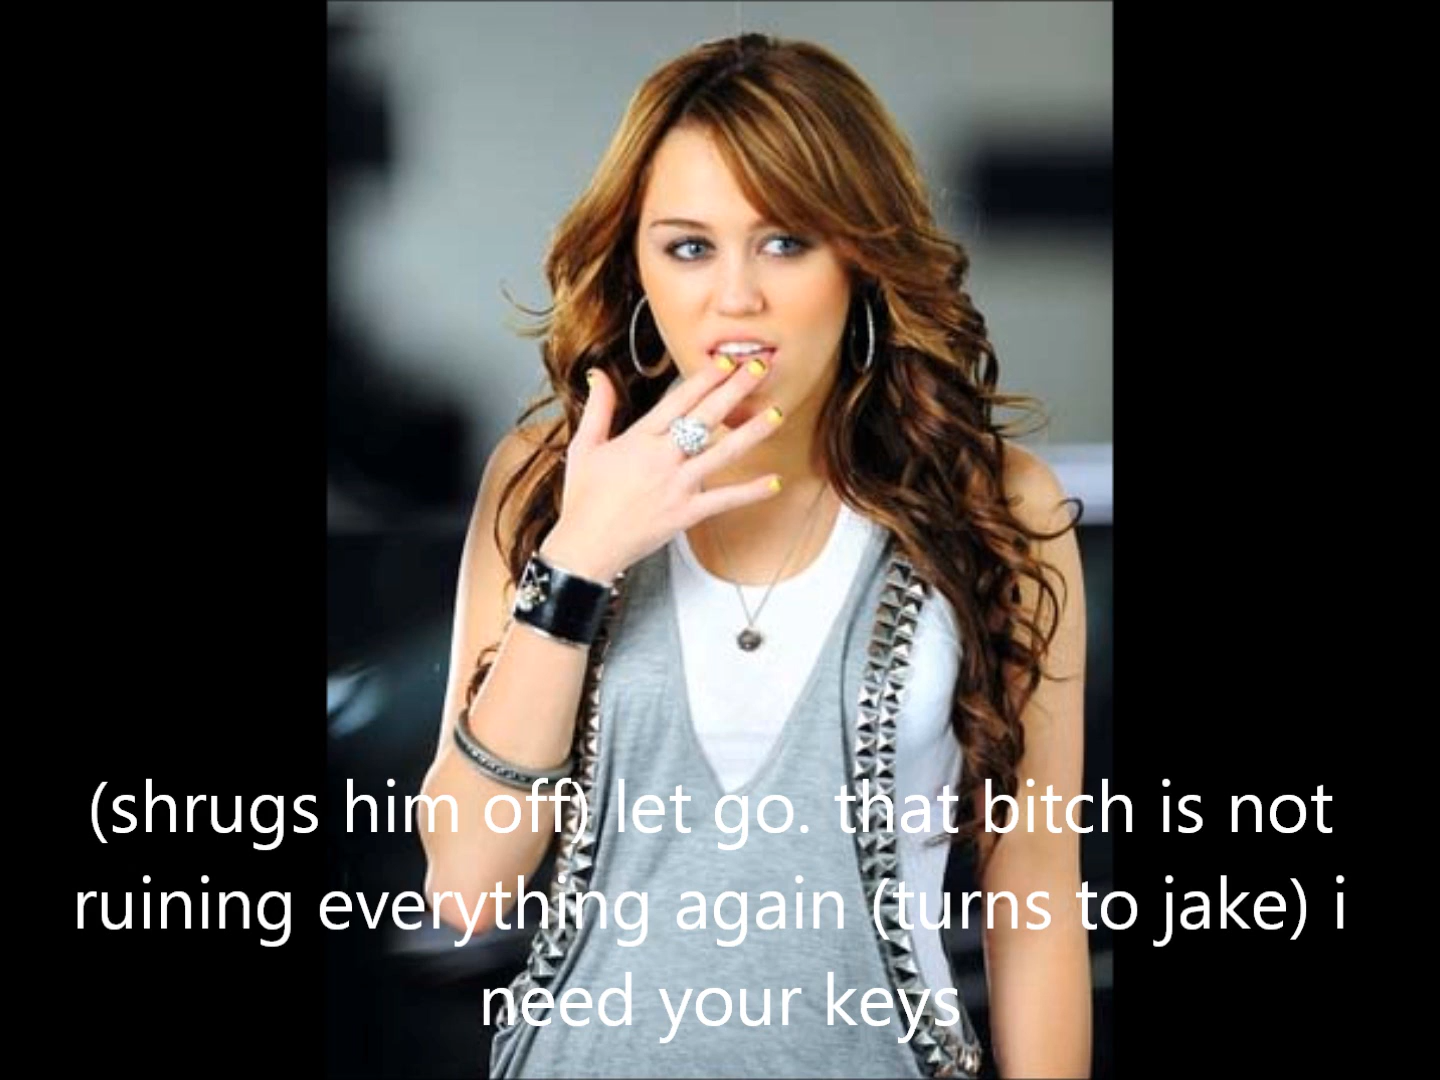 (shrugs him off) let go. that bitch is not
ruining everything again (turns to jake) i
need your keys